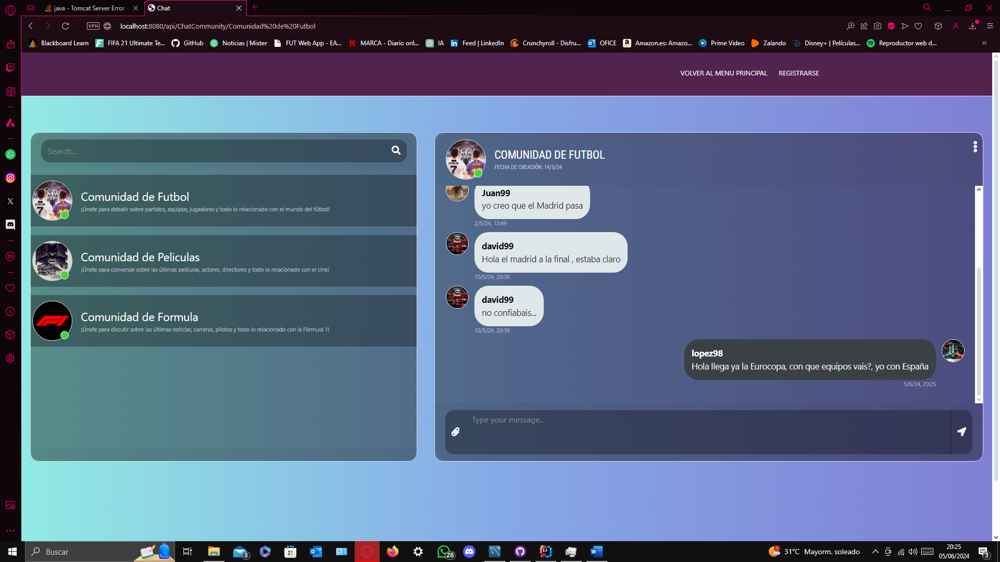 java - Tomcat Server Error -
Chat
VPN
localhost:8080/api/ChatCommunity/Comunidad%20de%20Futbol
Blackboard Learn
FIFA 21 Ultimate Te...
GitHub
Noticias | Mister
FUT Web App - EA...
MARCA - Diario onl...
IA
Feed | LinkedIn
Crunchyroll - Disfru...
OFICE
Amazon.es: Amazo...
Prime Video
Zalando
Disney+ | Películas...
Reproductor web d...
VOLVER AL MENU PRINCIPAL
REGISTRARSE
Search...
Comunidad de Futbol
¡Únete para debatir sobre partidos, equipos, jugadores y todo lo relacionado con el mundo del fútbol!
Comunidad de Peliculas
¡Únete para conversar sobre las últimas películas, actores, directores y todo lo relacionado con el cine!
Comunidad de Formula
¡Únete para discutir sobre las últimas noticias, carreras, pilotos y todo lo relacionado con la Fórmula 1!
COMUNIDAD DE FUTBOL
FECHA DE CREACIÓN: 14/5/24
Juan99
yo creo que el Madrid pasa
2/5/24, 13:49
david99
Hola el madrid a la final , estaba claro
10/5/24, 20:38
david99
no confiabais...
10/5/24, 20:39
lopez98
Hola llega ya la Eurocopa, con que equipos vais?, yo con España
5/6/24, 20:25
Type your message...
Buscar
3
28
1
31°C Mayorm. soleado
20:25
05/06/2024
3